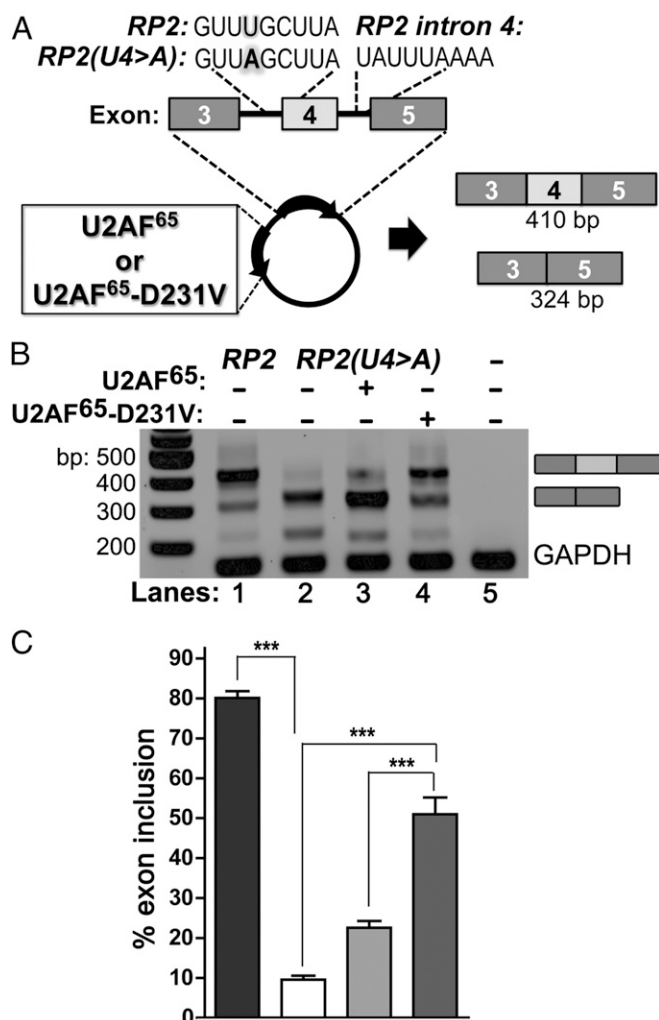 A
RP2: GUUUGCUUA RP2 intron 4:
RP2(U4>A): GUUAGCUUA UAUUUAAAA
Exon: 3 4 5
U2AF65
or
U2AF65-D231V
3 4 5
410 bp
3 5
324 bp
B
RP2 RP2(U4>A) –
U2AF65: – – + – –
U2AF65-D231V: – – – + –
bp: 500
400
300
200
GAPDH
Lanes: 1 2 3 4 5
C
90
80
70
60
50
40
30
20
10
0
% exon inclusion
***
***
***